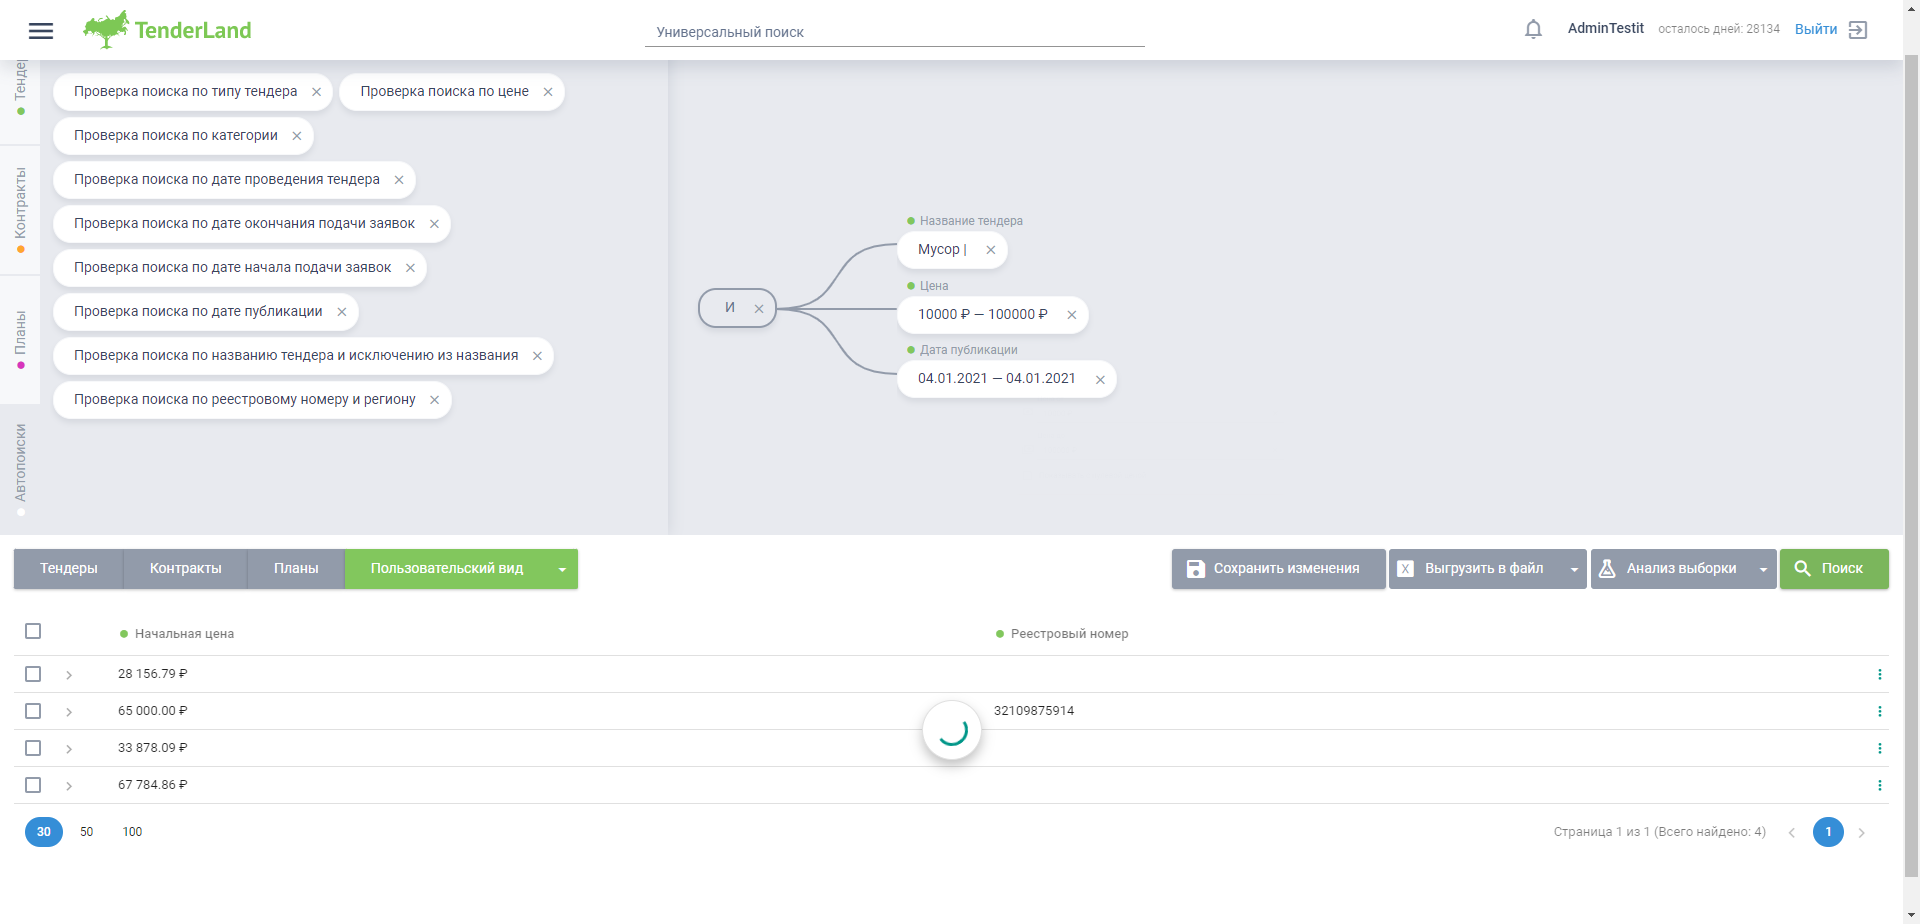 TenderLand
Универсальный поиск
AdminTestit
осталось дней: 28134
Выйти
Тендер
Контракты
Планы
Автопоиски
Проверка поиска по типу тендера
Проверка поиска по цене
Проверка поиска по категории
Проверка поиска по дате проведения тендера
Проверка поиска по дате окончания подачи заявок
Проверка поиска по дате начала подачи заявок
Проверка поиска по дате публикации
Проверка поиска по названию тендера и исключению из названия
Проверка поиска по реестровому номеру и региону
И
Название тендера
Мусор |
Цена
10000 ₽ — 100000 ₽
Дата публикации
04.01.2021 — 04.01.2021
Тендеры
Контракты
Планы
Пользовательский вид
Сохранить изменения
X Выгрузить в файл
Анализ выборки
Поиск
Начальная цена
Реестровый номер
28 156.79 ₽
65 000.00 ₽
32109875914
33 878.09 ₽
67 784.86 ₽
30
50
100
Страница 1 из 1 (Всего найдено: 4)
1